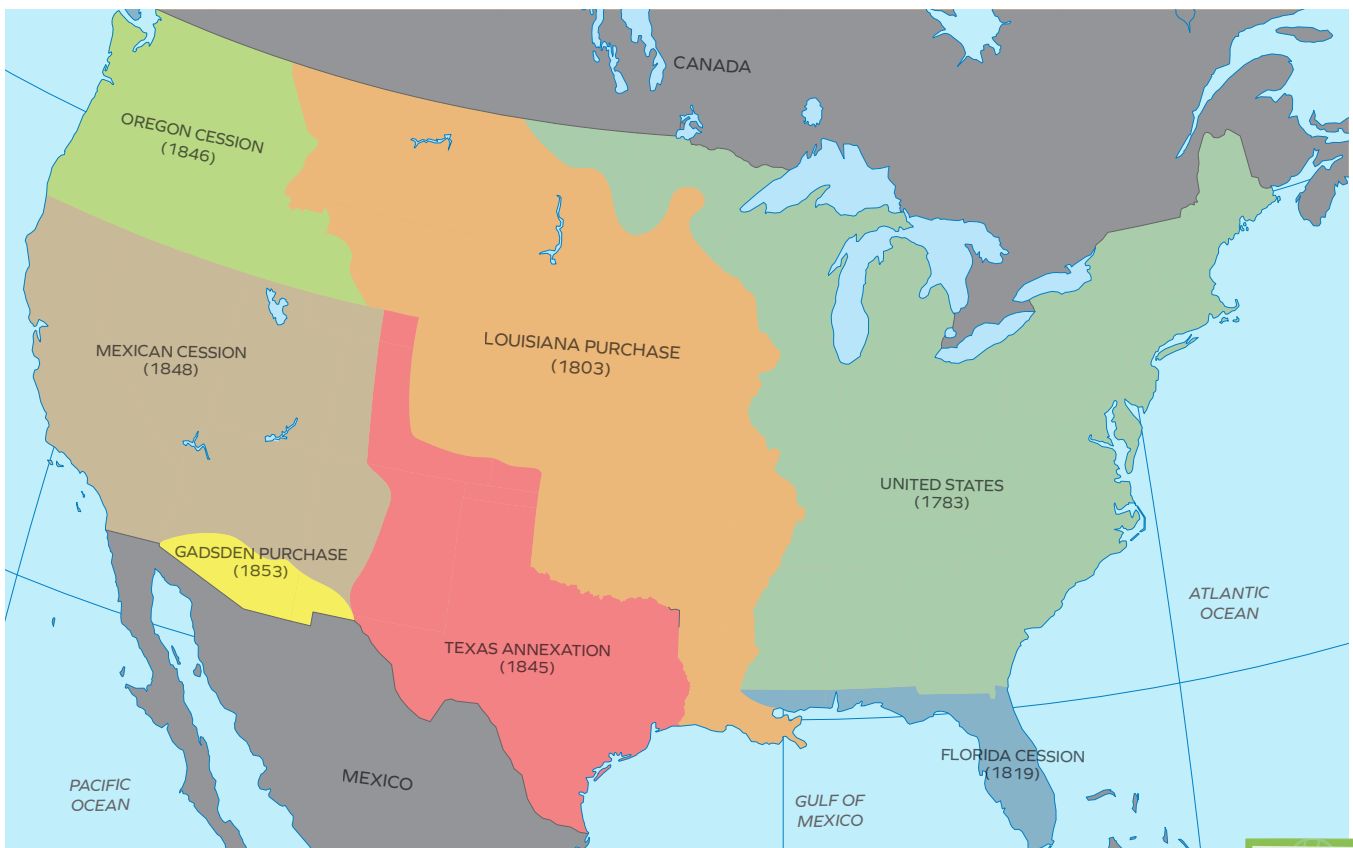 CANADA
OREGON CESSION
(1846)
LOUISIANA PURCHASE
(1803)
MEXICAN CESSION
(1848)
UNITED STATES
(1783)
GADSDEN PURCHASE
(1853)
ATLANTIC
OCEAN
TEXAS ANNEXATION
(1845)
FLORIDA CESSION
(1819)
MEXICO
PACIFIC
OCEAN
GULF OF
MEXICO